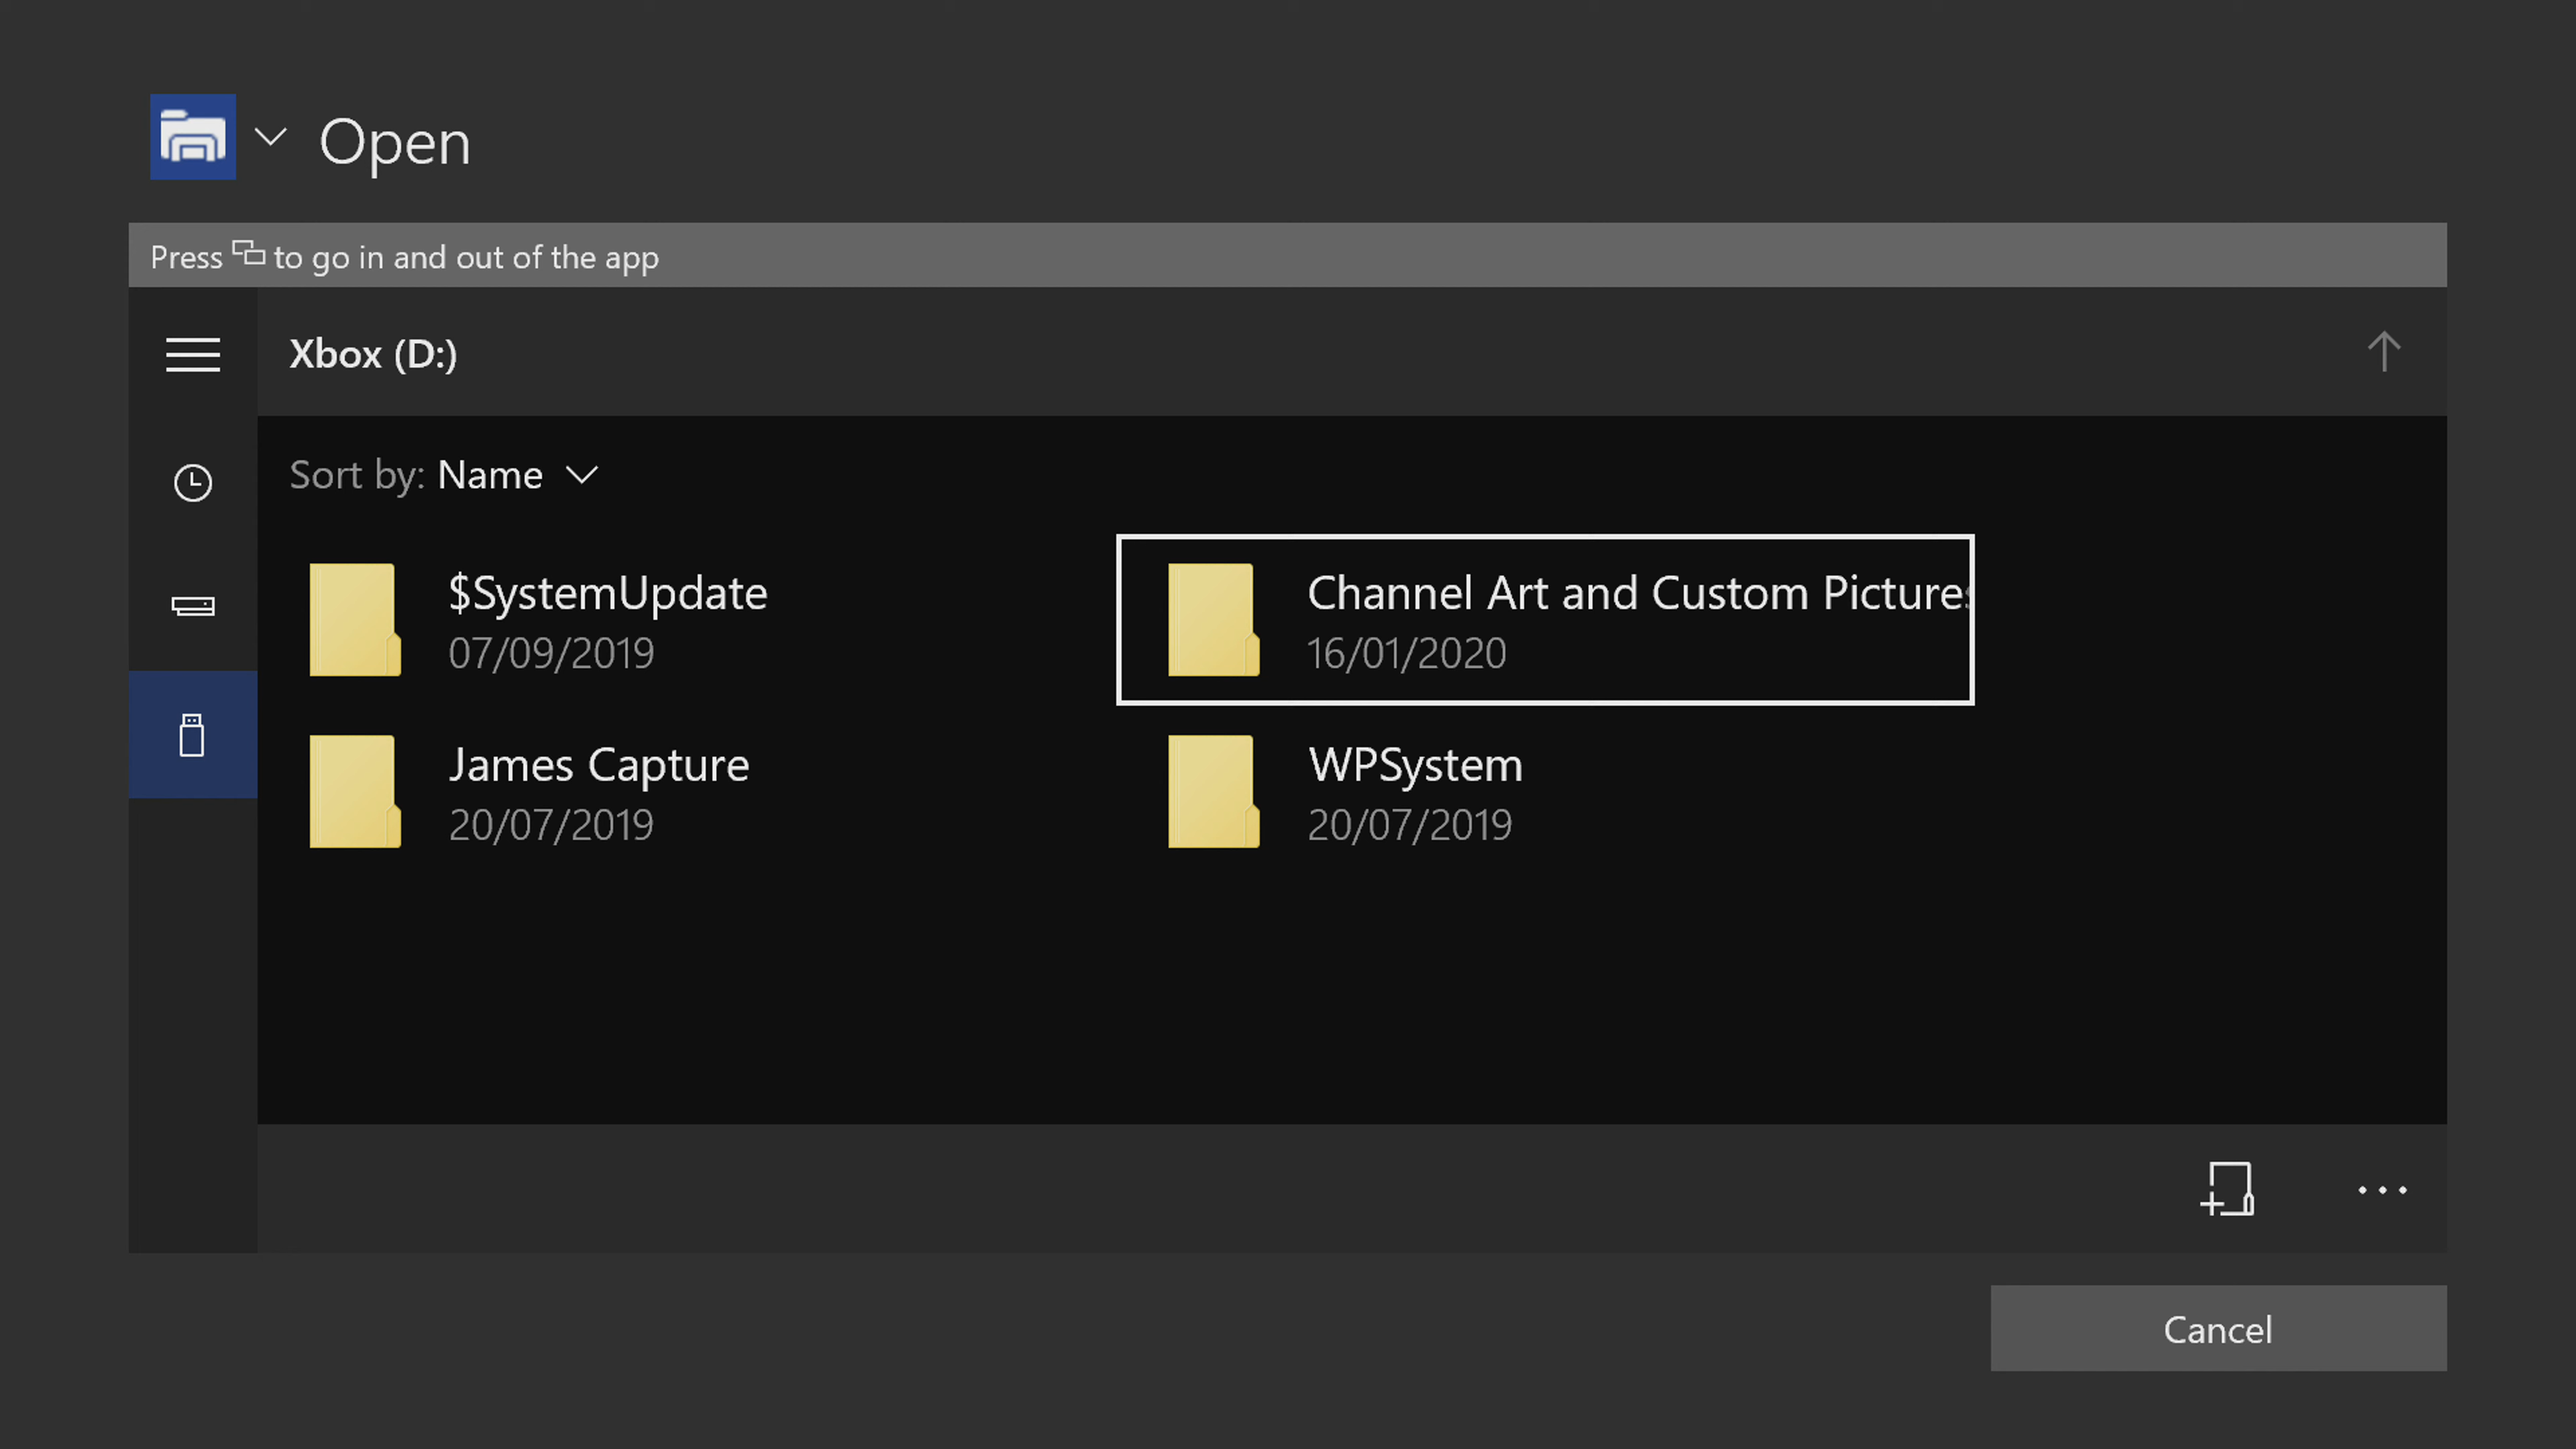 Open
Press to go in and out of the app
Xbox (D:)
Sort by: Name
$SystemUpdate
07/09/2019
Channel Art and Custom Pictures
16/01/2020
James Capture
20/07/2019
WPSystem
20/07/2019
Cancel